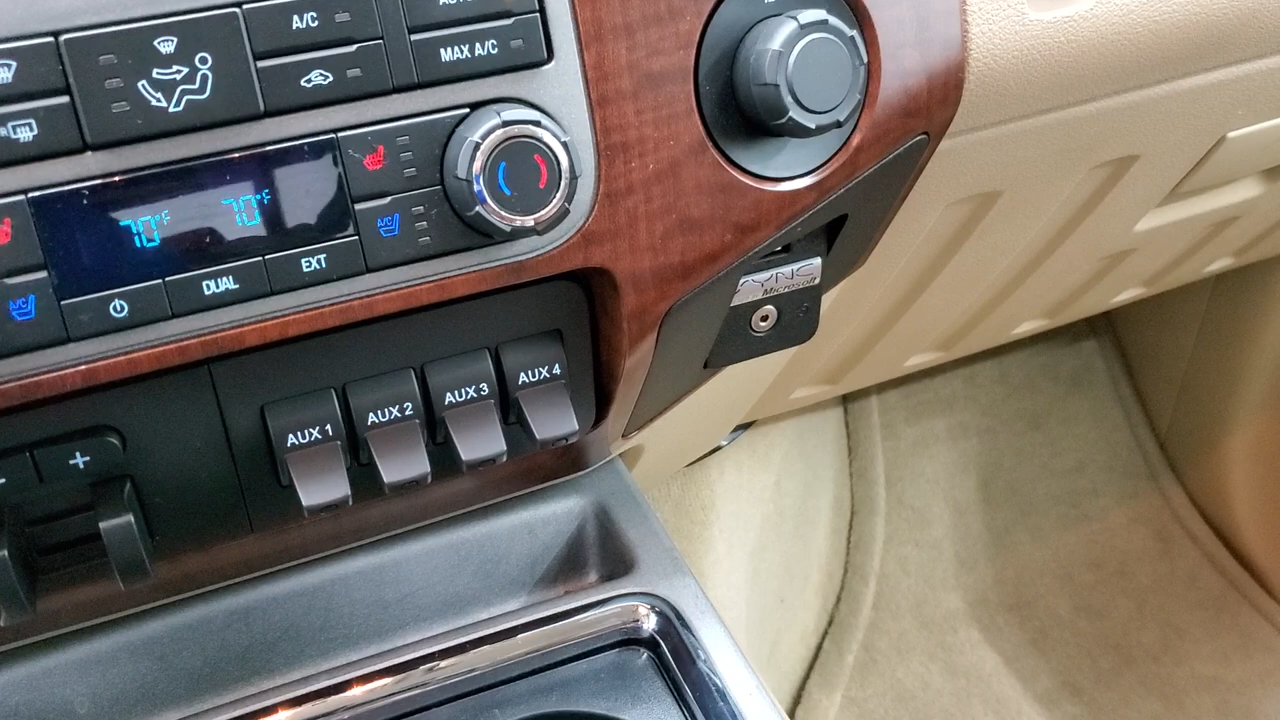 A/C
MAX A/C
R
70°F 70°F
A/C
A/C
DUAL
EXT
SYNC
Microsoft
AUX 1
AUX 2
AUX 3
AUX 4
+